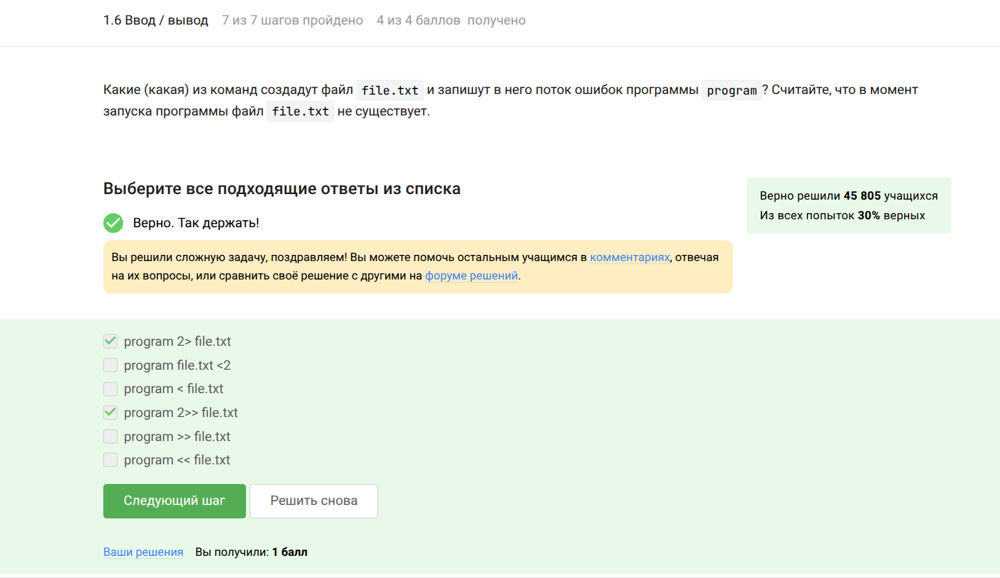 1.6 Ввод / вывод 7 из 7 шагов пройдено 4 из 4 баллов получено
Какие (какая) из команд создадут файл file.txt и запишут в него поток ошибок программы program? Считайте, что в момент
запуска программы файл file.txt не существует.
Выберите все подходящие ответы из списка
Верно решили 45 805 учащихся
Из всех попыток 30% верных
Верно. Так держать!
Вы решили сложную задачу, поздравляем! Вы можете помочь остальным учащимся в комментариях, отвечая
на их вопросы, или сравнить своё решение с другими на форуме решений.
program 2> file.txt
program file.txt <2
program < file.txt
program 2>> file.txt
program >> file.txt
program << file.txt
Следующий шаг Решить снова
Ваши решения Вы получили: 1 балл